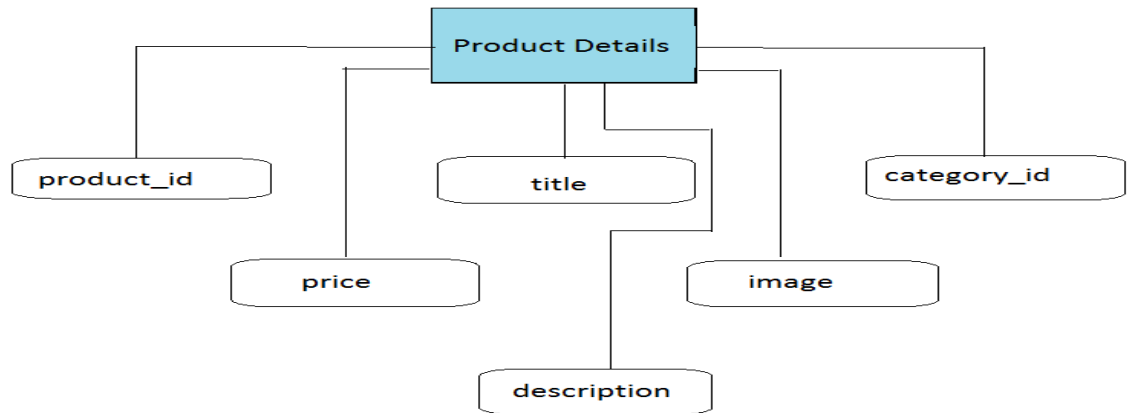 Product Details
product_id
title
category_id
price
image
description